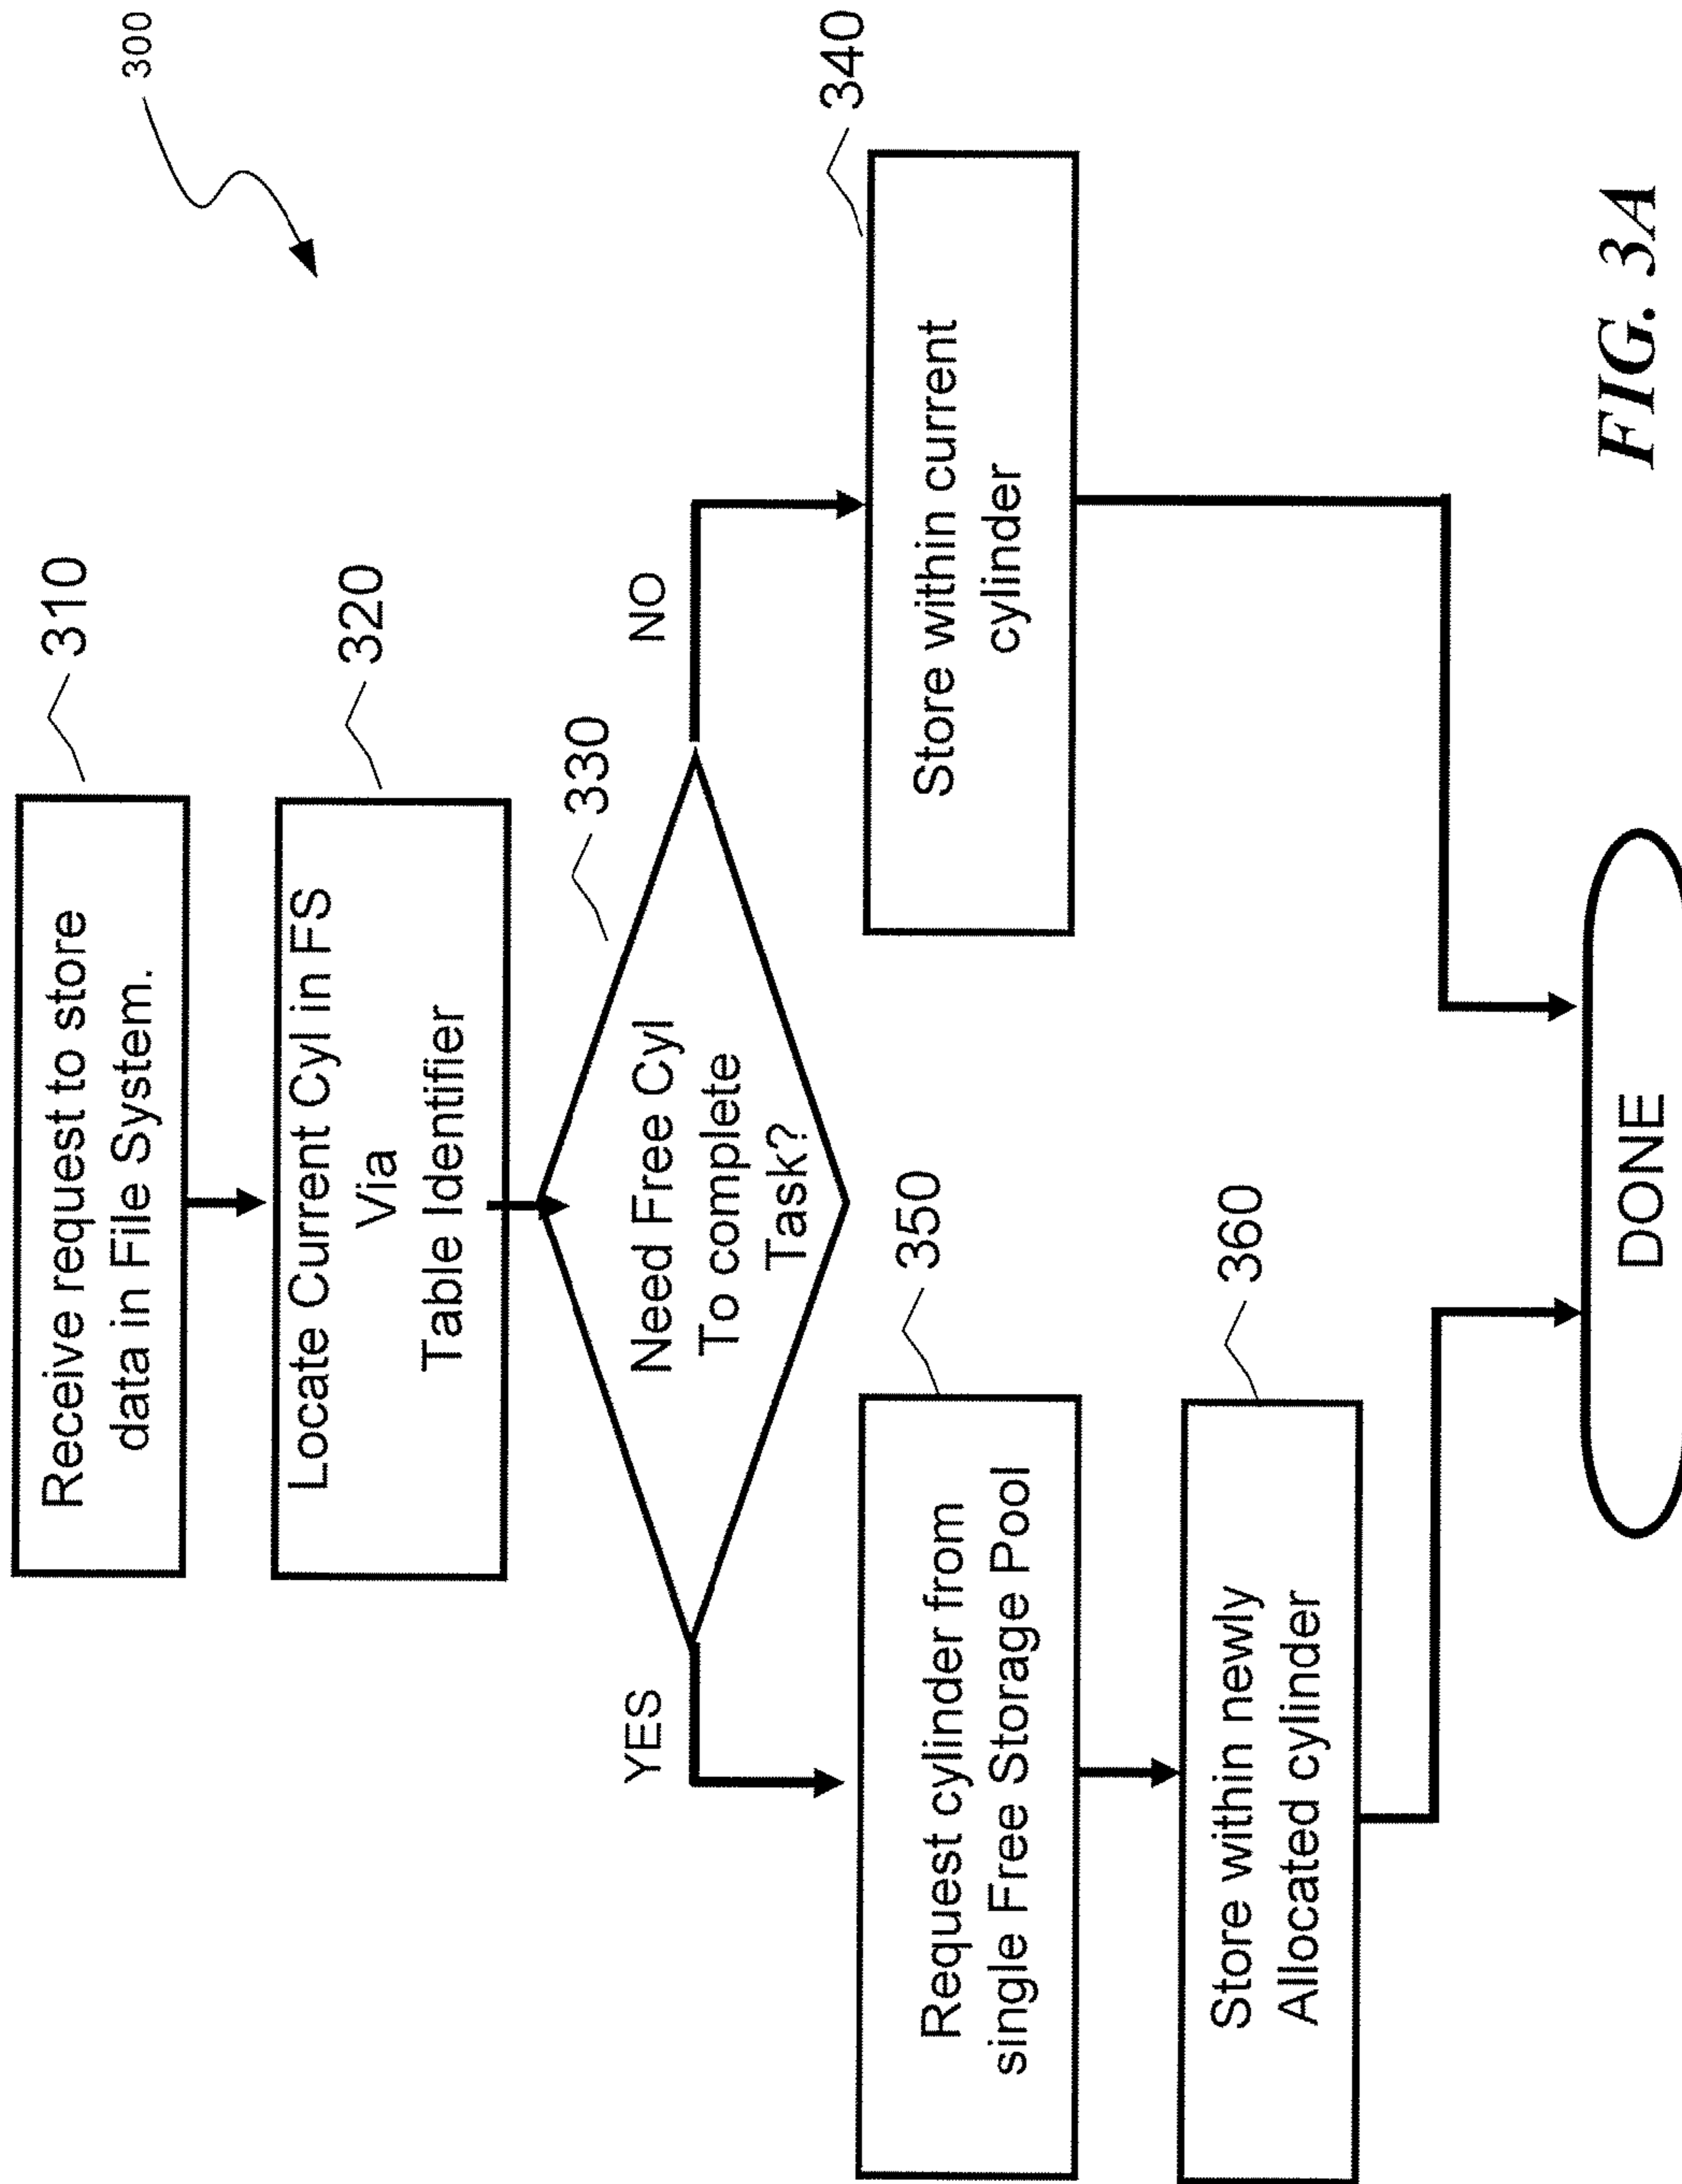 300
310
Receive request to store
data in File System.
320
Locate Current Cyl in FS
Via
Table Identifier
330
Need Free Cyl
To complete
Task?
YES
NO
340
Store within current
cylinder
350
Request cylinder from
single Free Storage Pool
360
Store within newly
Allocated cylinder
DONE
FIG. 3A